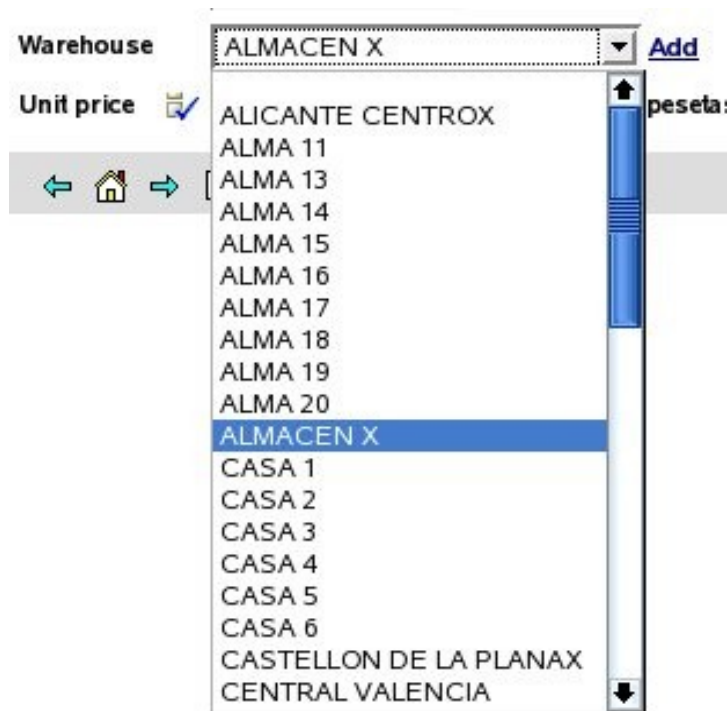 Warehouse ALMACEN X Add
Unit price pesetas
ALICANTE CENTROX
ALMA 11
ALMA 13
ALMA 14
ALMA 15
ALMA 16
ALMA 17
ALMA 18
ALMA 19
ALMA 20
ALMACEN X
CASA 1
CASA 2
CASA 3
CASA 4
CASA 5
CASA 6
CASTELLON DE LA PLANAX
CENTRAL VALENCIA